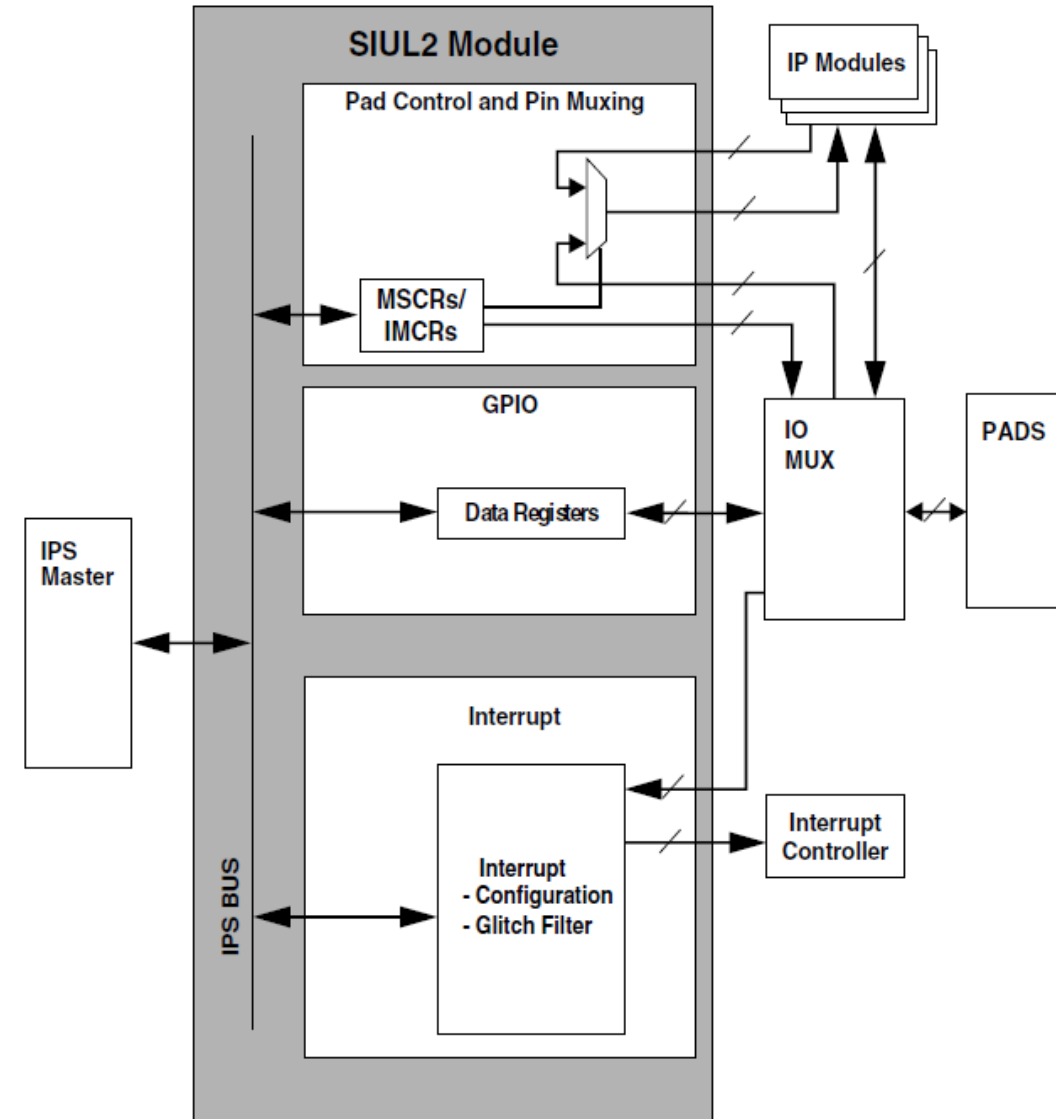 SIUL2 Module
IP Modules
Pad Control and Pin Muxing
MSCRs/
IMCRs
GPIO
IO
MUX
PADS
Data Registers
IPS
Master
Interrupt
Interrupt
Controller
Interrupt
- Configuration
- Glitch Filter
IPS BUS